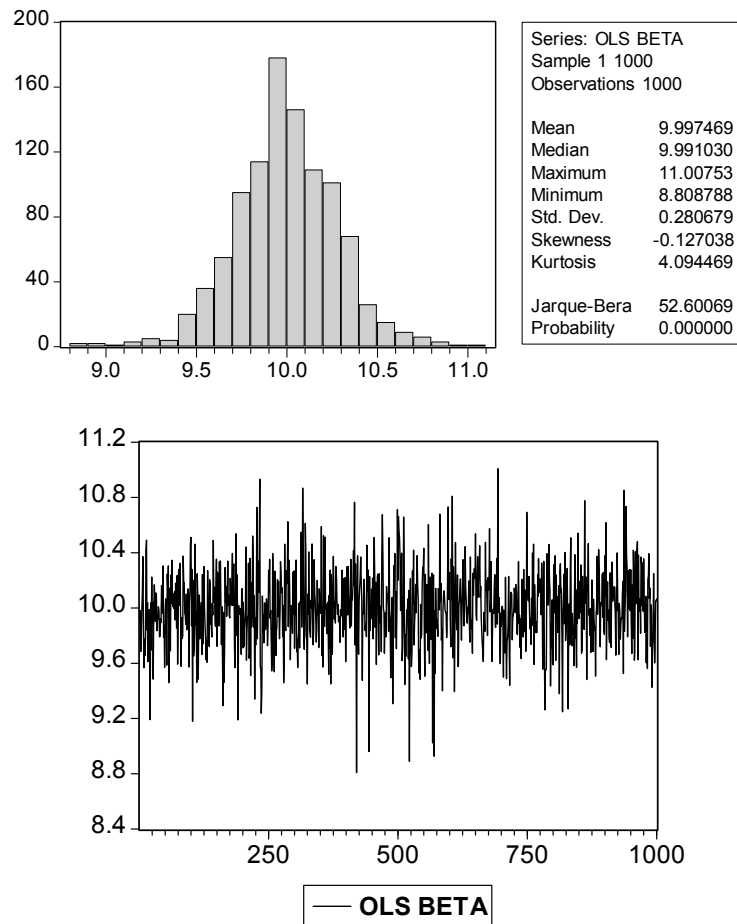 200
160
120
80
40
0
9.0 9.5 10.0 10.5 11.0
Series: OLS BETA
Sample 1 1000
Observations 1000
Mean 9.997469
Median 9.991030
Maximum 11.00753
Minimum 8.808788
Std. Dev. 0.280679
Skewness -0.127038
Kurtosis 4.094469
Jarque-Bera 52.60069
Probability 0.000000
11.2
10.8
10.4
10.0
9.6
9.2
8.8
8.4
250 500 750 1000
OLS BETA